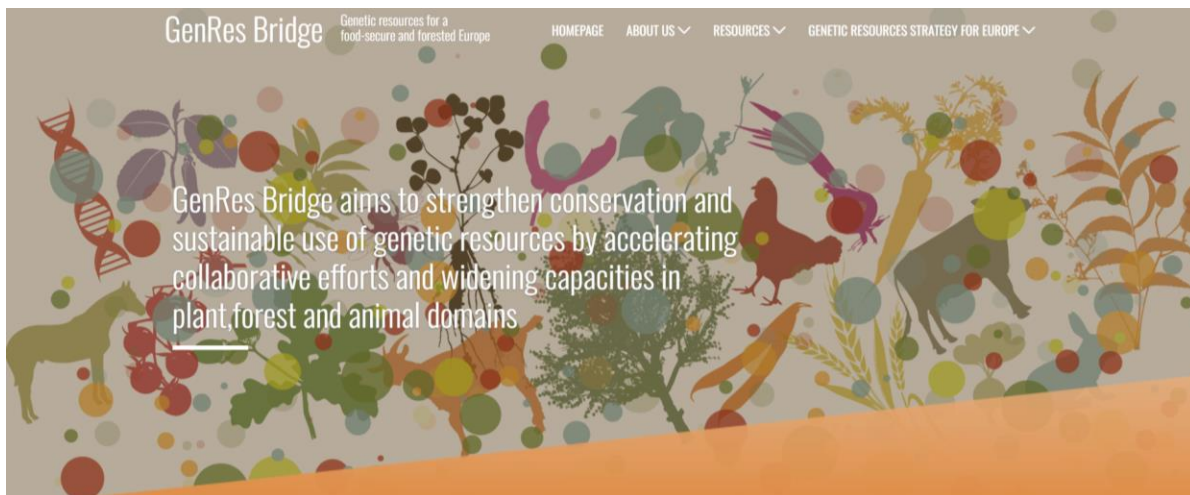 GenRes Bridge
Genetic resources for a
food-secure and forested Europe
HOMEPAGE
ABOUT US
RESOURCES
GENETIC RESOURCES STRATEGY FOR EUROPE
GenRes Bridge aims to strengthen conservation and
sustainable use of genetic resources by accelerating
collaborative efforts and widening capacities in
plant,forest and animal domains